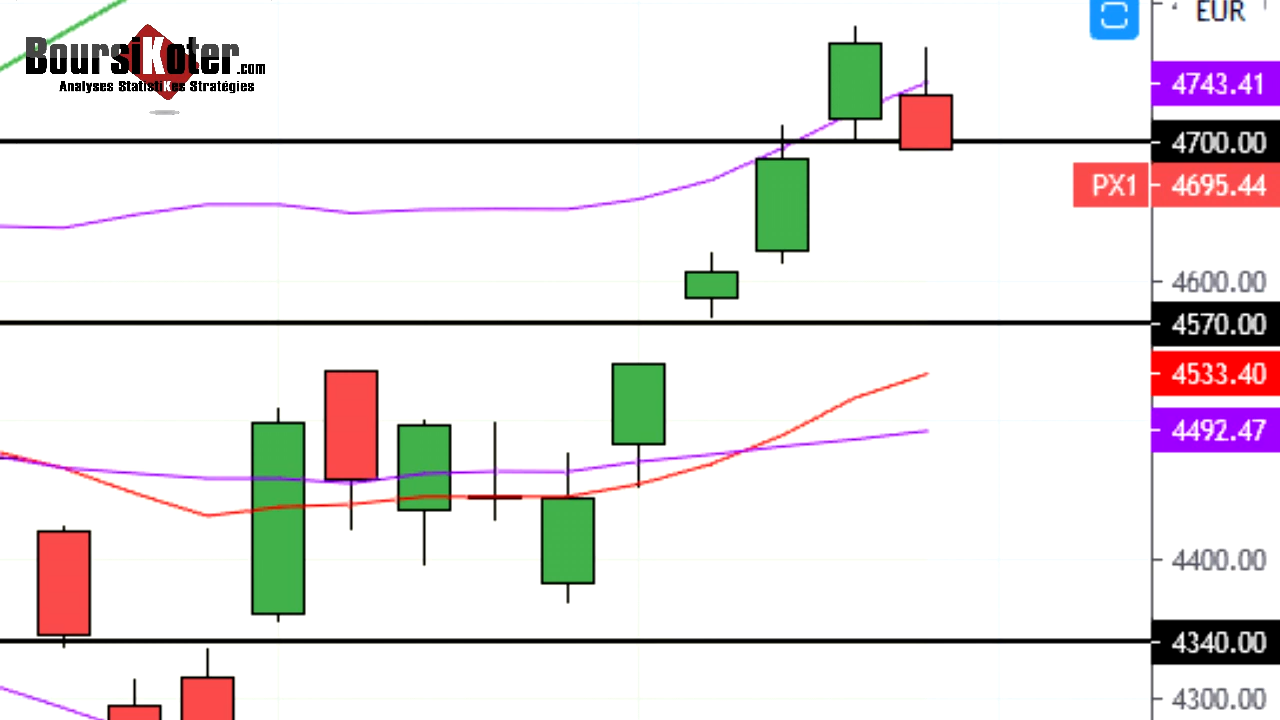 BoursiKoter.com
Analyses StatistiKes Stratégies
EUR
4743.41
4700.00
PX1 4695.44
4600.00
4570.00
4533.40
4492.47
4400.00
4340.00
4300.00